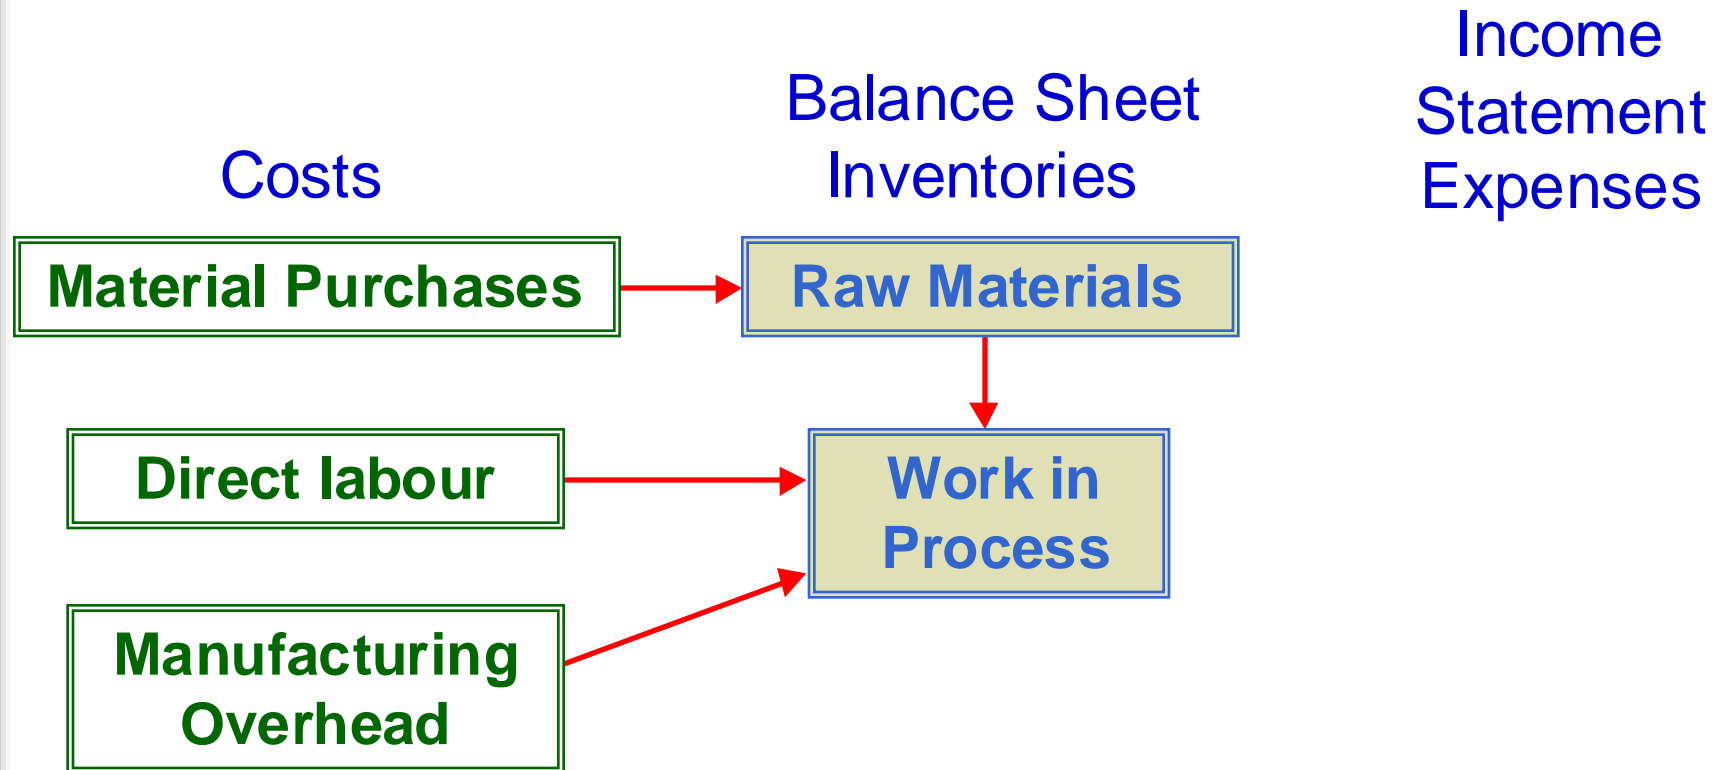 Costs
Balance Sheet
Inventories
Income
Statement
Expenses
Material Purchases
Raw Materials
Direct labour
Work in
Process
Manufacturing
Overhead